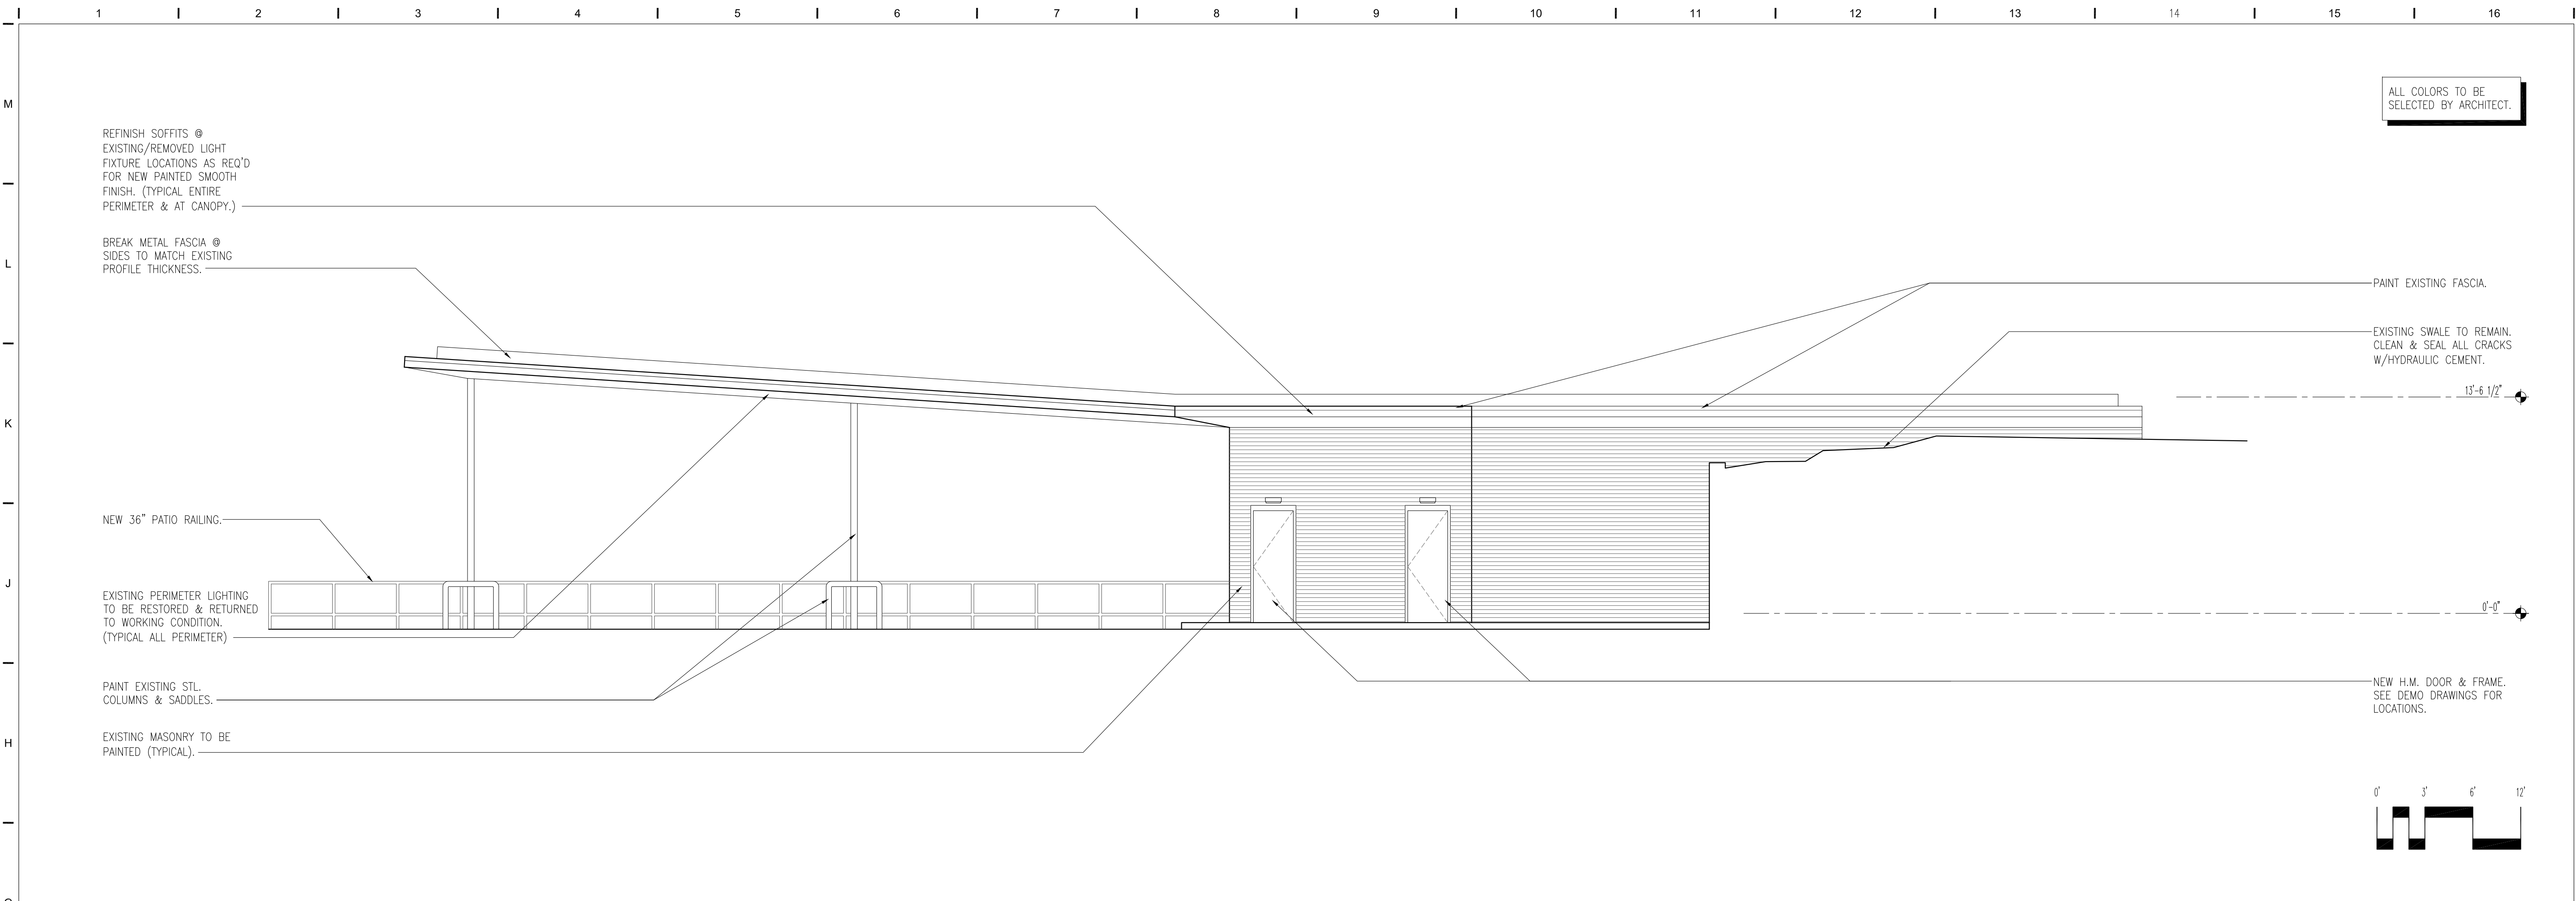 1 2 3 4 5 6 7 8 9 10 11 12 13 14 15 16
M
L
K
J
H
ALL COLORS TO BE
SELECTED BY ARCHITECT.
REFINISH SOFFITS @
EXISTING/REMOVED LIGHT
FIXTURE LOCATIONS AS REQ'D
FOR NEW PAINTED SMOOTH
FINISH. (TYPICAL ENTIRE
PERIMETER & AT CANOPY.)
BREAK METAL FASCIA @
SIDES TO MATCH EXISTING
PROFILE THICKNESS.
NEW 36" PATIO RAILING.
EXISTING PERIMETER LIGHTING
TO BE RESTORED & RETURNED
TO WORKING CONDITION.
(TYPICAL ALL PERIMETER)
PAINT EXISTING STL.
COLUMNS & SADDLES.
EXISTING MASONRY TO BE
PAINTED (TYPICAL).
PAINT EXISTING FASCIA.
EXISTING SWALE TO REMAIN.
CLEAN & SEAL ALL CRACKS
W/HYDRAULIC CEMENT.
13'-6 1/2"
0'-0"
NEW H.M. DOOR & FRAME.
SEE DEMO DRAWINGS FOR
LOCATIONS.
0' 3' 6' 12'